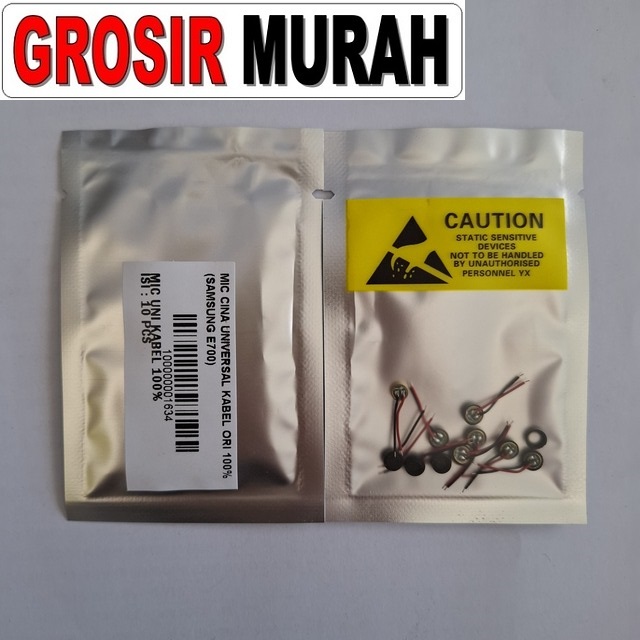 GROSIR MURAH
MIC CINA UNIVERSAL KABEL ORI 100%
(SAMSUNG E700)
1000000001634
MIC UNI KABEL 100%
ISI : 10 PCS
CAUTION
STATIC SENSITIVE
DEVICES
NOT TO BE HANDLED
BY UNAUTHORISED
PERSONNEL YX